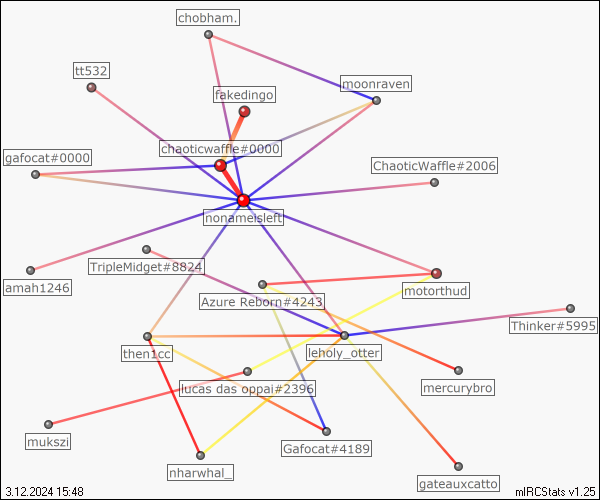 chobham.
tt532
moonraven
fakedingo
chaoticwaffle#0000
gafocat#0000
ChaoticWaffle#2006
nonameisleft
TripleMidget#8824
amah1246
motorthud
Azure Reborn#4243
Thinker#5995
then1cc
leholy_otter
lucas das oppai#2396
mercurybro
mukszi
Gafocat#4189
nharwhal_
gateauxcatto
3.12.2024 15:48
mIRCStats v1.25